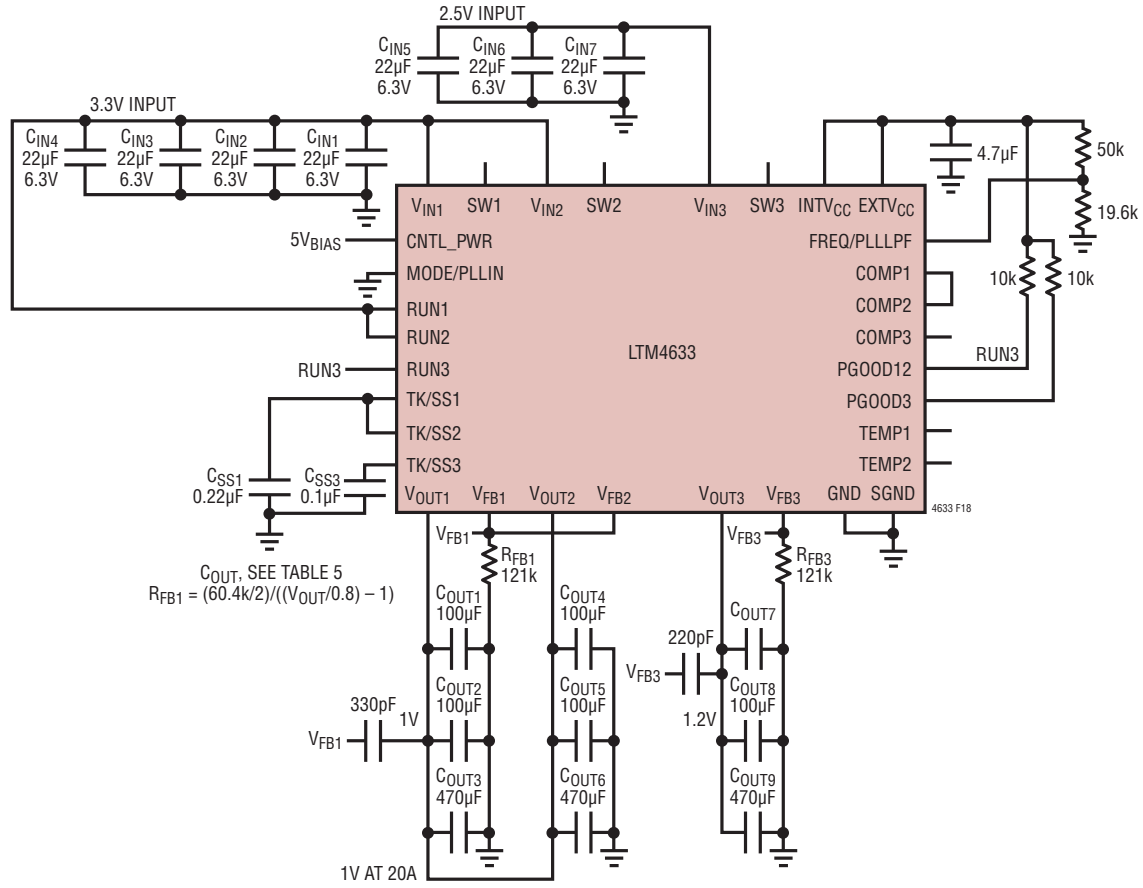 2.5V INPUT
CIN5
22µF
6.3V
CIN6
22µF
6.3V
CIN7
22µF
6.3V
3.3V INPUT
CIN4
22µF
6.3V
CIN3
22µF
6.3V
CIN2
22µF
6.3V
CIN1
22µF
6.3V
4.7µF
50k
19.6k
10k
10k
VIN1
SW1
VIN2
SW2
VIN3
SW3
INTVCC
EXTVCC
5VBIAS
CNTL_PWR
MODE/PLLIN
RUN1
RUN2
RUN3
RUN3
TK/SS1
TK/SS2
TK/SS3
LTM4633
FREQ/PLLLPF
COMP1
COMP2
COMP3
PGOOD12
RUN3
PGOOD3
TEMP1
TEMP2
VOUT1
VFB1
VOUT2
VFB2
VOUT3
VFB3
GND
SGND
4633 F18
CSS1
0.22µF
CSS3
0.1µF
COUT, SEE TABLE 5
RFB1 = (60.4k/2)/((VOUT/0.8) – 1)
VFB1
RFB1
121k
VFB3
RFB3
121k
COUT1
100µF
COUT4
100µF
COUT7
220pF
VFB3
COUT2
100µF
COUT5
100µF
COUT8
100µF
330pF
1V
VFB1
1.2V
COUT3
470µF
COUT6
470µF
COUT9
470µF
1V AT 20A